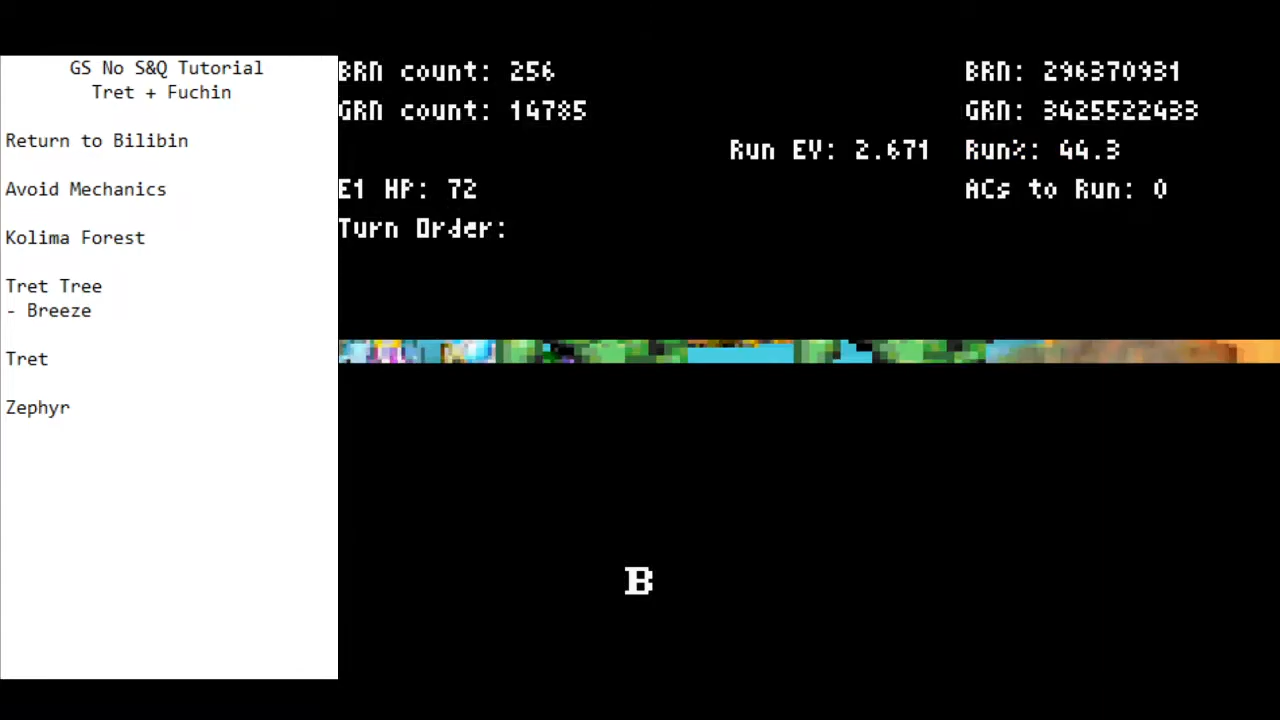 GS No S&Q Tutorial
Tret + Fuchin
Return to Bilibin
Avoid Mechanics
Kolima Forest
Tret Tree
- Breeze
Tret
Zephyr
BRN count: 256
BRN: 296370931
GRN count: 14785
GRN: 3425522433
Run EV: 2.671
Run%: 44.3
E1 HP: 72
ACs to Run: 0
Turn Order:
B